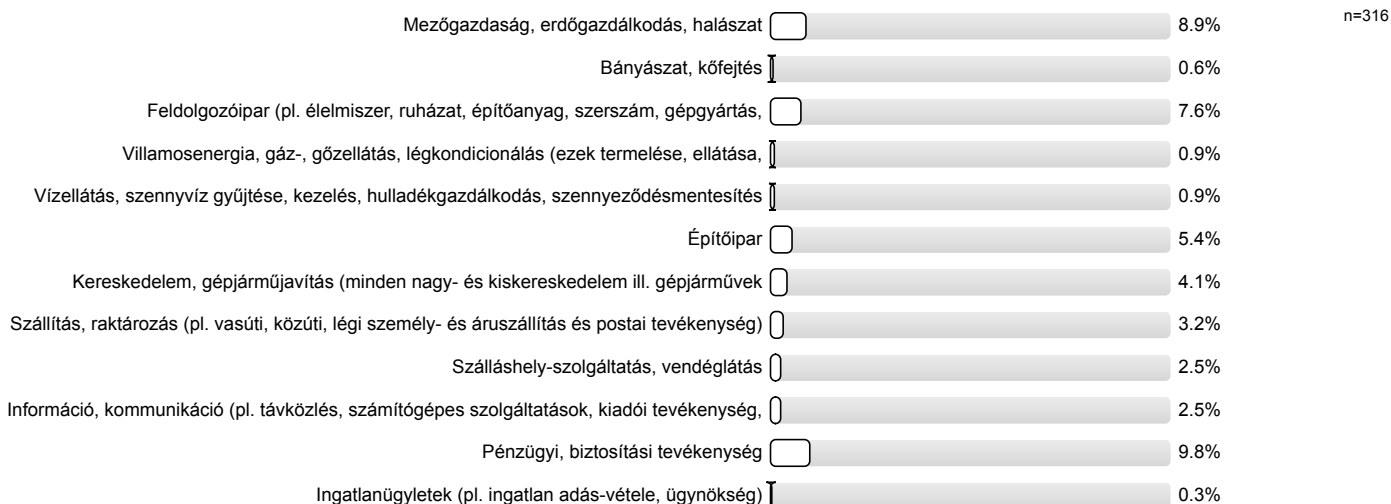 n=316
Mezőgazdaság, erdőgazdálkodás, halászat 8.9%
Bányászat, kőfejtés 0.6%
Feldolgozóipar (pl. élelmiszer, ruházat, építőanyag, szerszám, gépgyártás, 7.6%
Villamosenergia, gáz-, gőzellátás, légkondicionálás (ezek termelése, ellátása, 0.9%
Vízellátás, szennyvíz gyűjtése, kezelés, hulladékgazdálkodás, szennyeződésmentesítés 0.9%
Építőipar 5.4%
Kereskedelem, gépjárműjavítás (minden nagy- és kiskereskedelem ill. gépjárművek 4.1%
Szállítás, raktározás (pl. vasúti, közúti, légi személy- és áruszállítás és postai tevékenység) 3.2%
Szálláshely-szolgáltatás, vendéglátás 2.5%
Információ, kommunikáció (pl. távközlés, számítógépes szolgáltatások, kiadói tevékenység, 2.5%
Pénzügyi, biztosítási tevékenység 9.8%
Ingatlanügyletek (pl. ingatlan adás-vétele, ügynökség) 0.3%